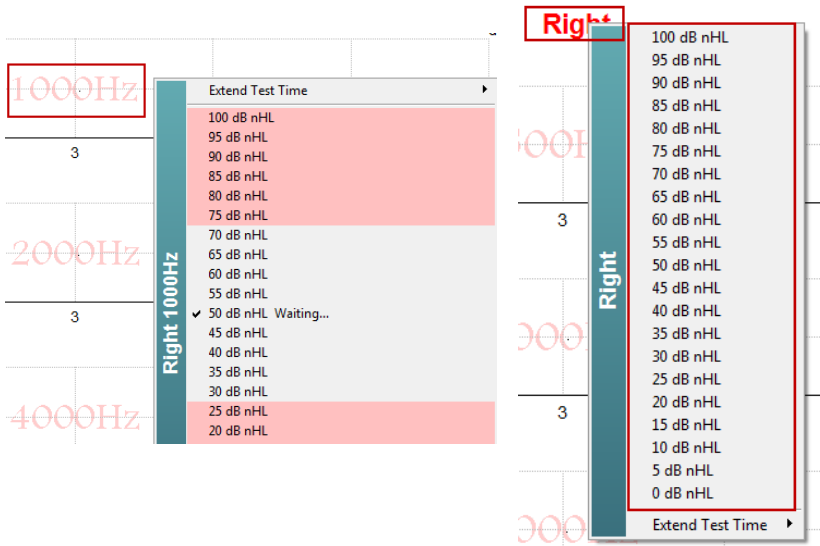 1000Hz
3
2000Hz
3
4000Hz
Right 1000Hz
Extend Test Time
100 dB nHL
95 dB nHL
90 dB nHL
85 dB nHL
80 dB nHL
75 dB nHL
70 dB nHL
65 dB nHL
60 dB nHL
55 dB nHL
50 dB nHL Waiting...
45 dB nHL
40 dB nHL
35 dB nHL
30 dB nHL
25 dB nHL
20 dB nHL
Right
3
3
Right
100 dB nHL
95 dB nHL
90 dB nHL
85 dB nHL
80 dB nHL
75 dB nHL
70 dB nHL
65 dB nHL
60 dB nHL
55 dB nHL
50 dB nHL
45 dB nHL
40 dB nHL
35 dB nHL
30 dB nHL
25 dB nHL
20 dB nHL
15 dB nHL
10 dB nHL
5 dB nHL
0 dB nHL
Extend Test Time